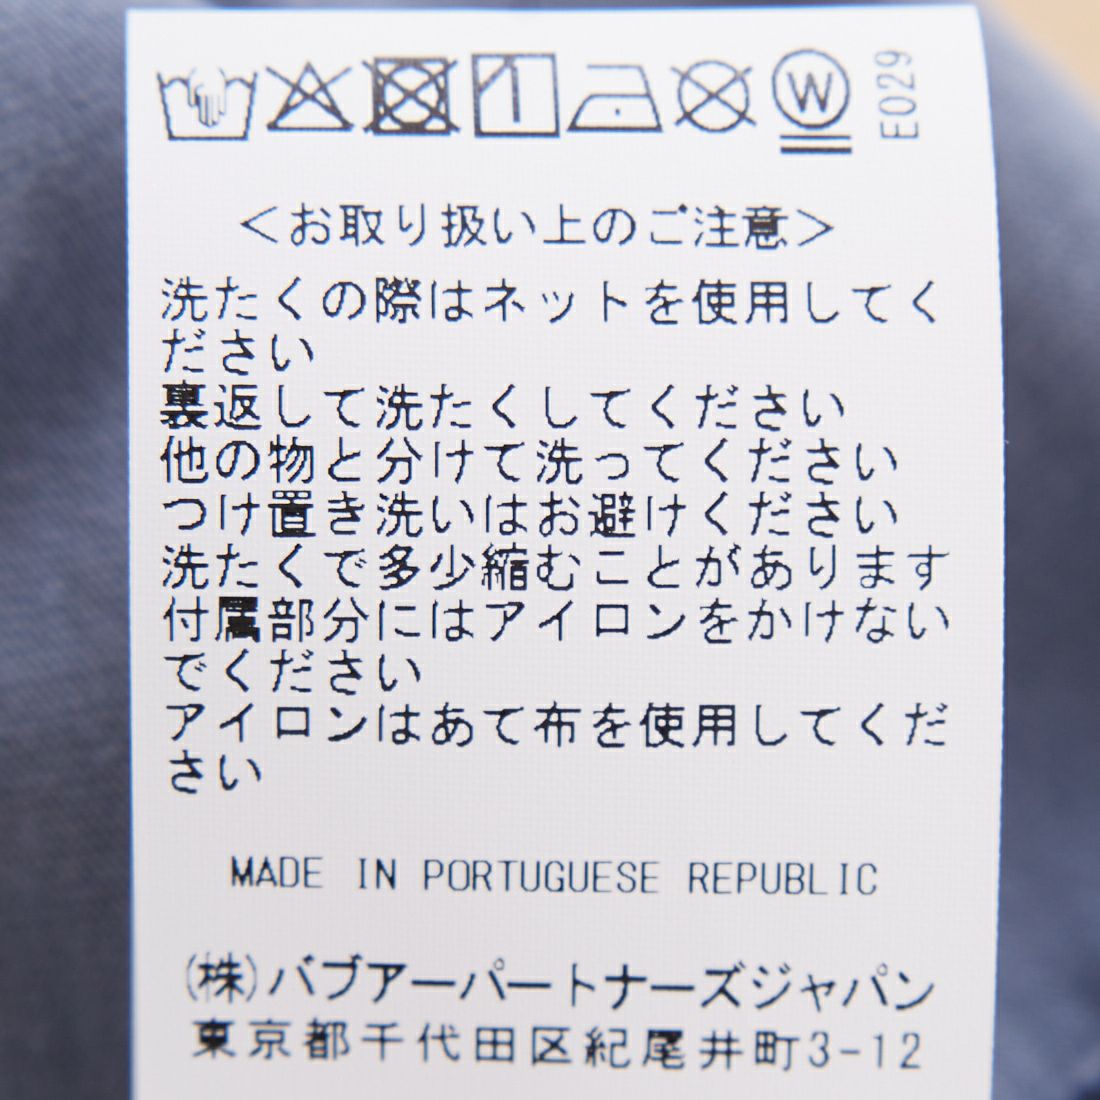 W
E029
<お取り扱い上のご注意>
洗たくの際はネットを使用してく
ださい
裏返して洗たくしてください
他の物と分けて洗ってください
つけ置き洗いはお避けください
洗たくで多少縮むことがあります
付属部分にはアイロンをかけない
でください
アイロンはあて布を使用してくだ
さい
MADE IN PORTUGUESE REPUBLIC
(株)バブアーパートナーズジャパン
東京都千代田区紀尾井町3-12